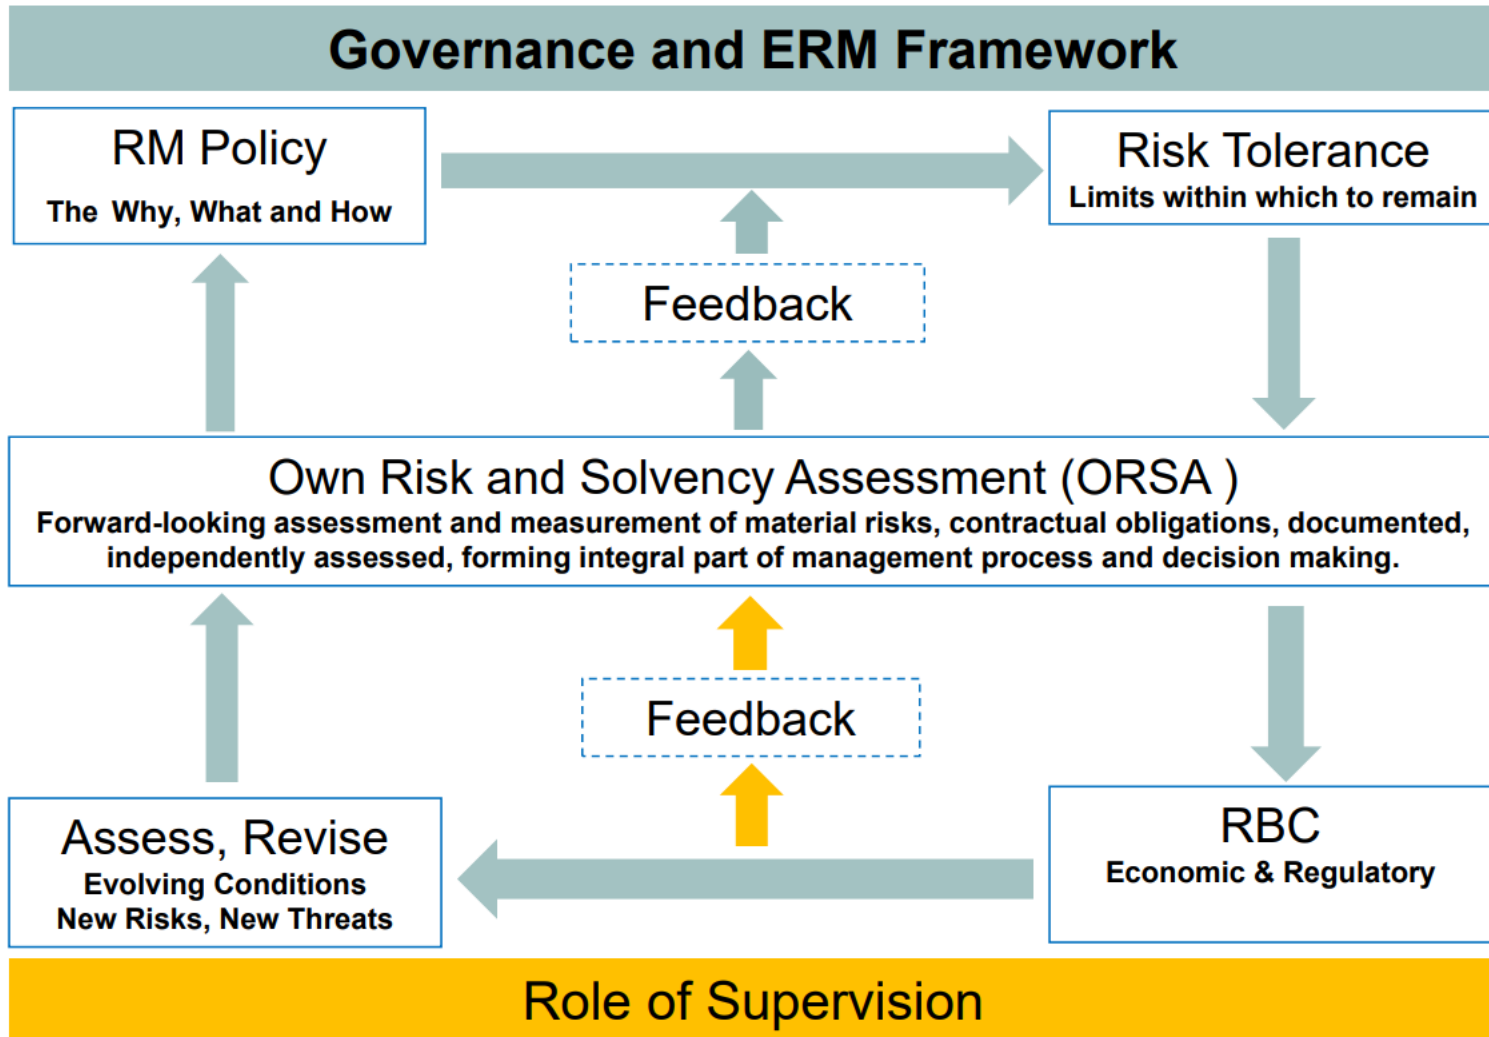 Governance and ERM Framework
RM Policy
The Why, What and How
Risk Tolerance
Limits within which to remain
Feedback
Own Risk and Solvency Assessment (ORSA )
Forward-looking assessment and measurement of material risks, contractual obligations, documented,
independently assessed, forming integral part of management process and decision making.
Feedback
Assess, Revise
Evolving Conditions
New Risks, New Threats
RBC
Economic & Regulatory
Role of Supervision